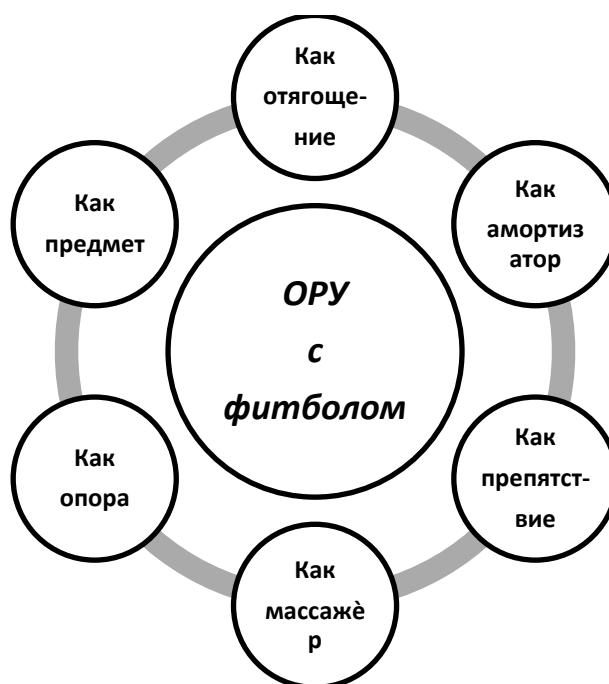 Как
отягоще-
ние
Как
предмет
Как
амортиз
атор
ОРУ
с
фитболом
Как
опора
Как
препятст-
вие
Как
массажѐ
р